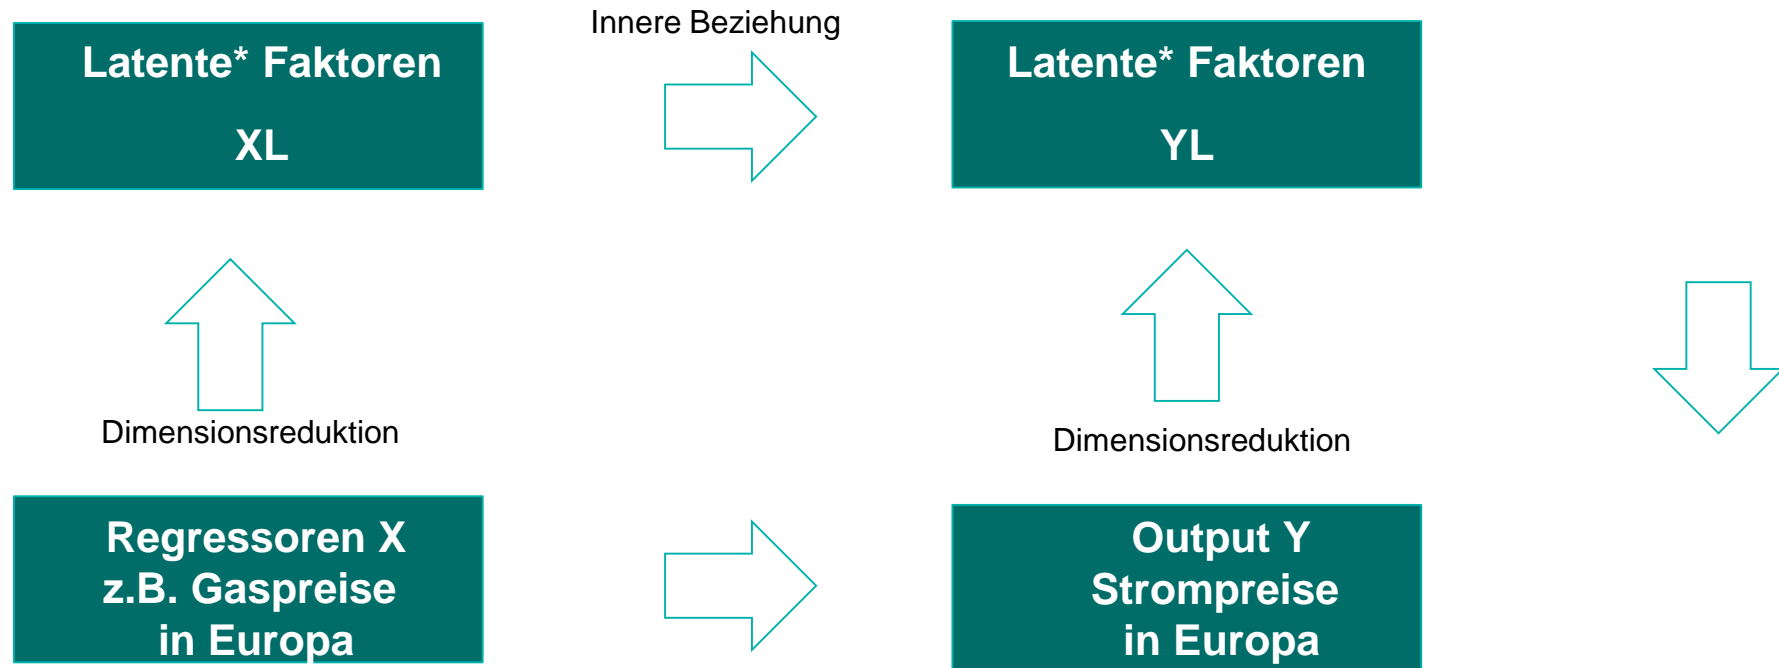 Innere Beziehung
Latente* Faktoren
XL
Latente* Faktoren
YL
Dimensionsreduktion
Dimensionsreduktion
Regressoren X
z.B. Gaspreise
in Europa
Output Y
Strompreise
in Europa